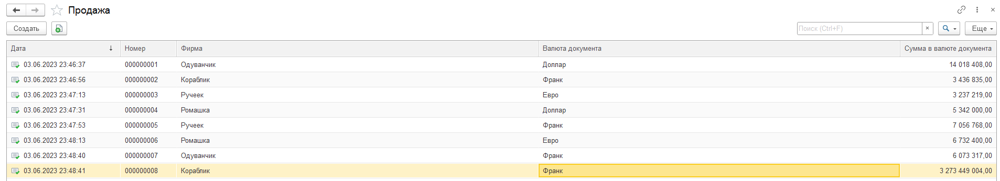 Продажа
Создать Поиск (Ctrl+F) × Еще
Дата ↓ Номер Фирма Валюта документа Сумма в валюте документа
03.06.2023 23:46:37 000000001 Одуванчик Доллар 14 018 408,00
03.06.2023 23:46:56 000000002 Кораблик Франк 3 436 835,00
03.06.2023 23:47:13 000000003 Ручеек Евро 3 237 219,00
03.06.2023 23:47:31 000000004 Ромашка Доллар 5 342 000,00
03.06.2023 23:47:53 000000005 Ручеек Франк 7 056 768,00
03.06.2023 23:48:13 000000006 Ромашка Евро 6 732 400,00
03.06.2023 23:48:40 000000007 Одуванчик Франк 6 073 317,00
03.06.2023 23:48:41 000000008 Кораблик Франк 3 273 449 004,00